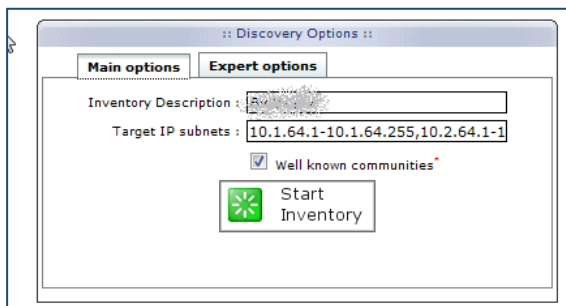 :: Discovery Options ::
Main options Expert options
Inventory Description :
Target IP subnets : 10.1.64.1-10.1.64.255,10.2.64.1-1
Well known communities*
Start
Inventory